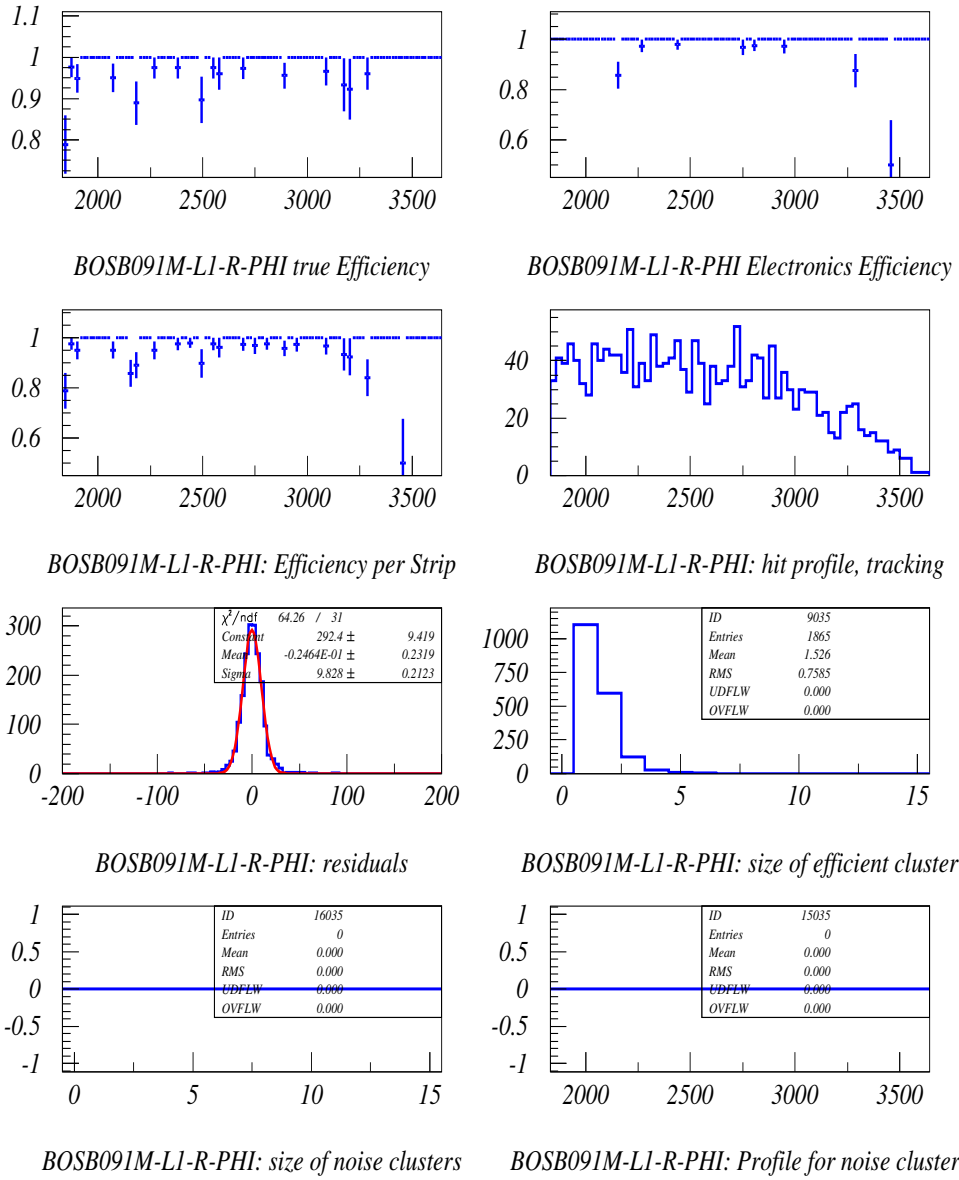 1.1
1
0.9
0.8
2000 2500 3000 3500
BOSB091M-L1-R-PHI true Efficiency
1
0.8
0.6
2000 2500 3000 3500
BOSB091M-L1-R-PHI Electronics Efficiency
1
0.8
0.6
2000 2500 3000 3500
BOSB091M-L1-R-PHI: Efficiency per Strip
40
20
0
2000 2500 3000 3500
BOSB091M-L1-R-PHI: hit profile, tracking
300
200
100
0
χ²/ndf 64.26 / 31
Constant 292.4 ± 9.419
Mean -0.2464E-01 ± 0.2319
Sigma 9.828 ± 0.2123
-200 -100 0 100 200
BOSB091M-L1-R-PHI: residuals
1000
750
500
250
0
ID 9035
Entries 1865
Mean 1.526
RMS 0.7585
UDFLW 0.000
OVFLW 0.000
0 5 10 15
BOSB091M-L1-R-PHI: size of efficient cluster
1
0.5
0
-0.5
-1
ID 16035
Entries 0
Mean 0.000
RMS 0.000
UDFLW 0.000
OVFLW 0.000
0 5 10 15
BOSB091M-L1-R-PHI: size of noise clusters
1
0.5
0
-0.5
-1
ID 15035
Entries 0
Mean 0.000
RMS 0.000
UDFLW 0.000
OVFLW 0.000
2000 2500 3000 3500
BOSB091M-L1-R-PHI: Profile for noise cluster